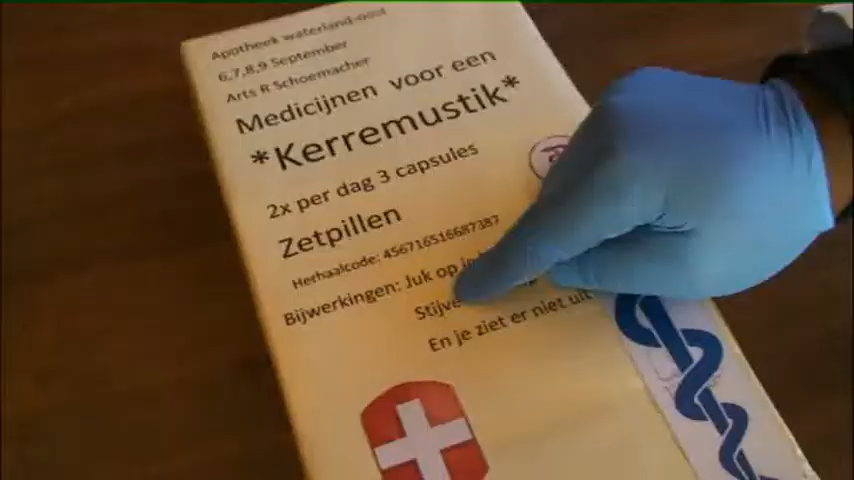 Apotheek waterland-oost
6,7,8,9 September
Arts R Schoemacher
Medicijnen voor een
*Kerremustik*
2x per dag 3 capsules
Zetpillen
Herhaalcode: 456716516687387
Bijwerkingen: Juk op
Stijve
En je ziet er niet uit